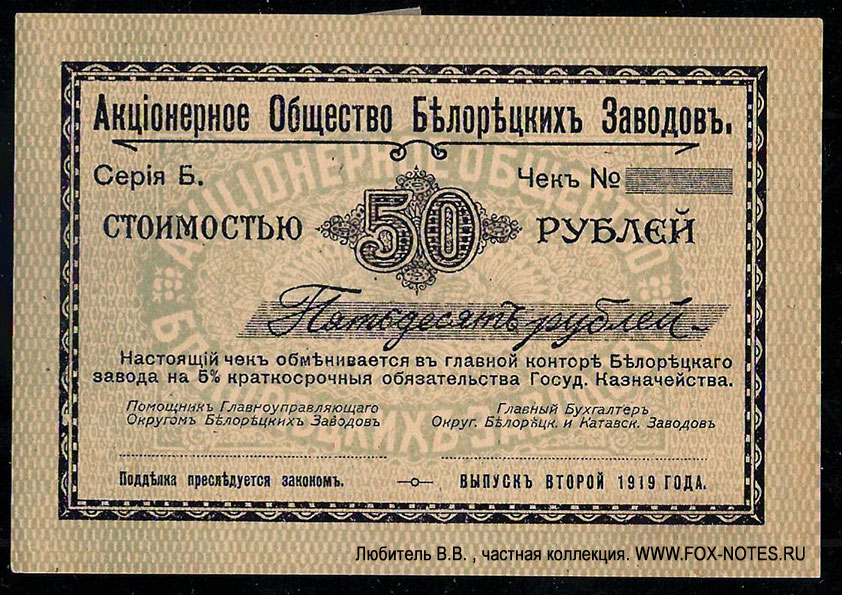 Акціонерное Общество Бѣлорѣцкихъ Заводовъ.
Серія Б. Чекъ №
СТОИМОСТЬЮ 50 РУБЛЕЙ
Пятьдесятъ рублей.
Настоящій чекъ обмѣнивается въ главной конторѣ Бѣлорѣцкаго
завода на 5% краткосрочныя обязательства Госуд. Казначейства.
Помощникъ Главноуправляющаго Главный Бухгалтеръ
Округомъ Бѣлорѣцкихъ Заводовъ Округ. Бѣлорѣцк. и Катавск. Заводовъ
Поддѣлка преслѣдуется закономъ. ВЫПУСКЪ ВТОРОЙ 1919 ГОДА.
АКЦІОНЕРНОЕ ОБЩЕСТВО
Любитель В.В. , частная коллекция. WWW.FOX-NOTES.RU